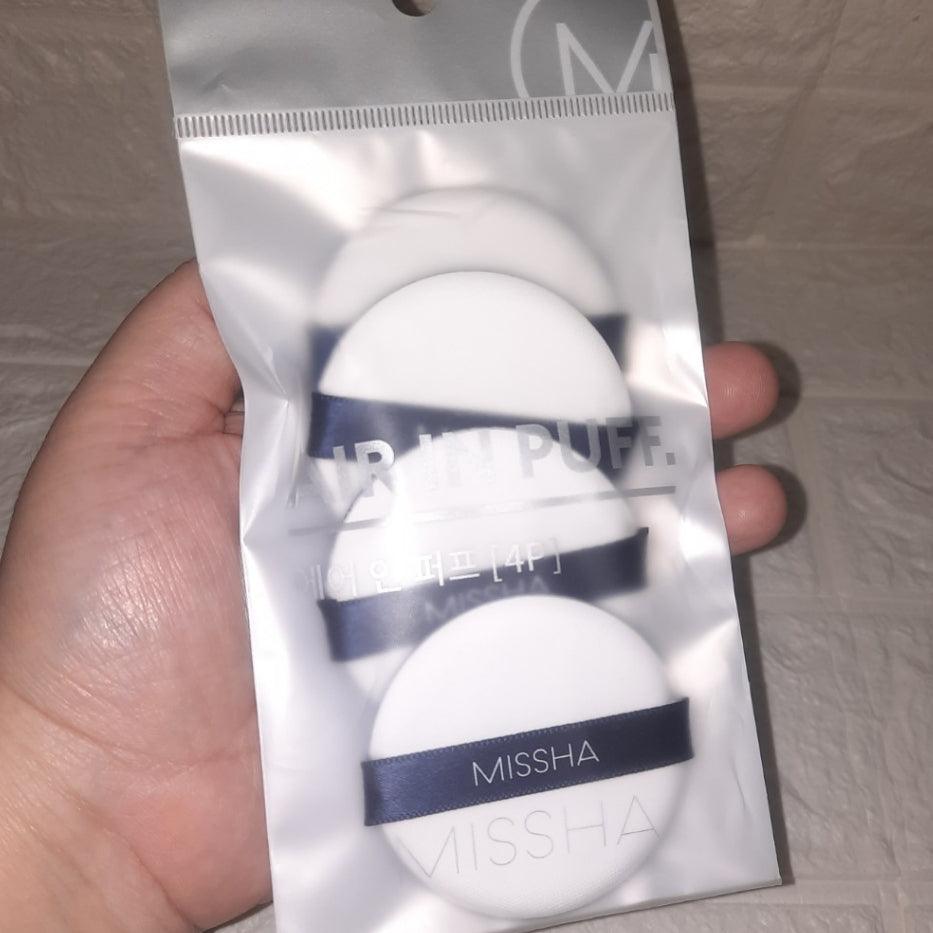 M
AIR IN PUFF.
에어 인 퍼프 [4P]
MISSHA
MISSHA
MISSHA